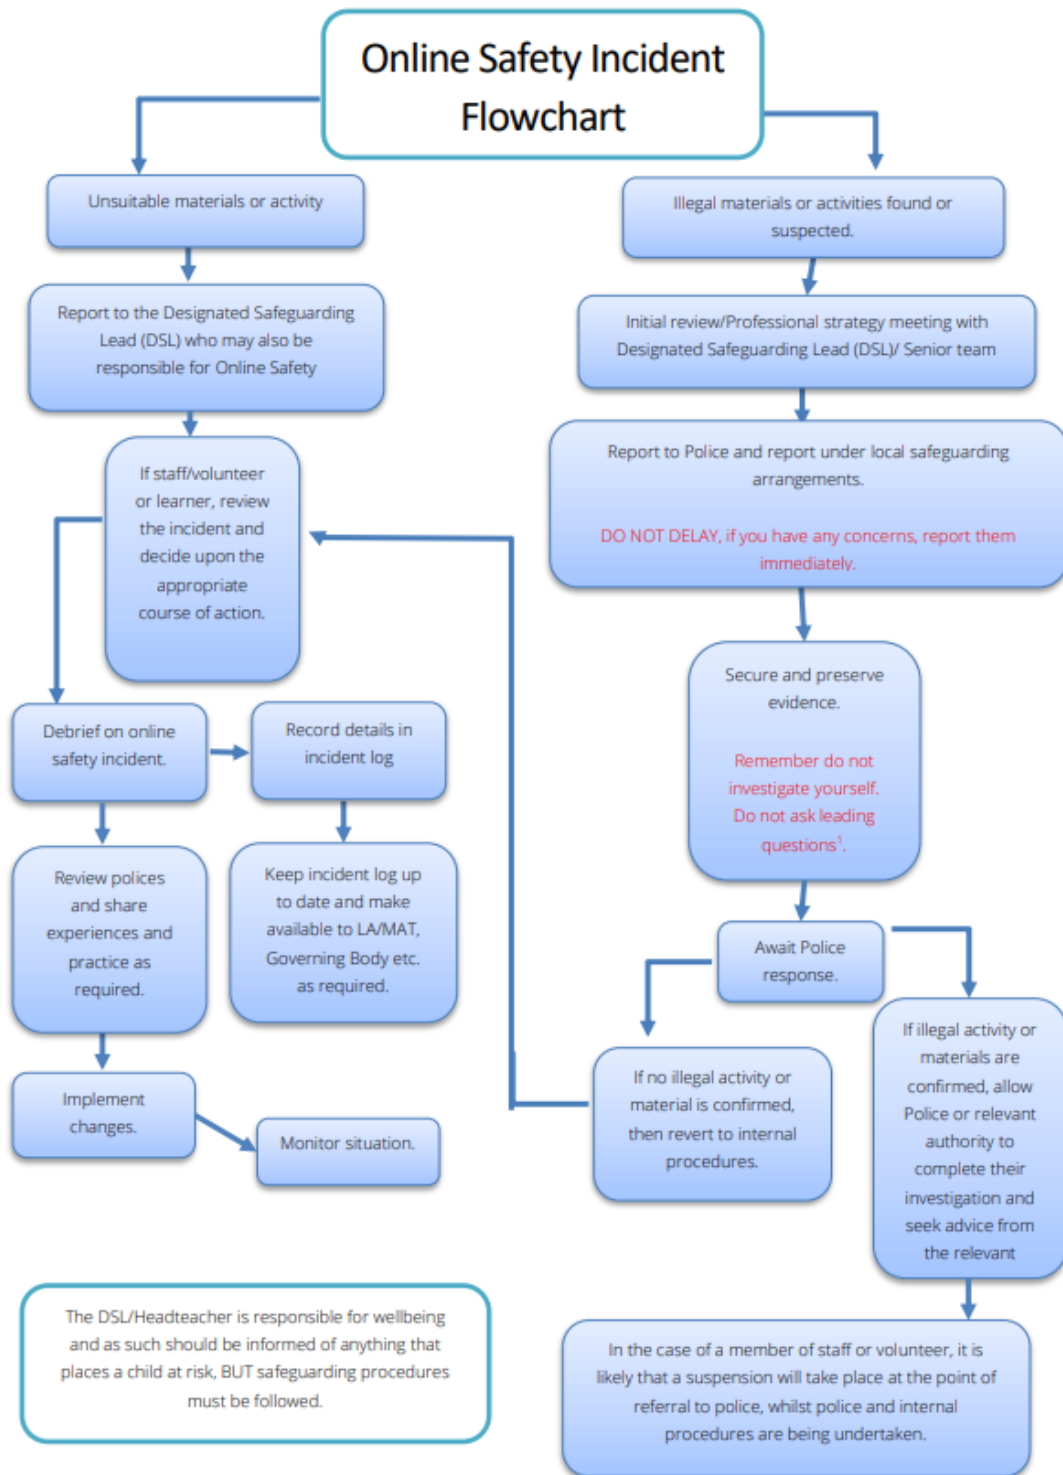 Online Safety Incident
Flowchart
Unsuitable materials or activity
Report to the Designated Safeguarding
Lead (DSL) who may also be
responsible for Online Safety
If staff/volunteer
or learner, review
the incident and
decide upon the
appropriate
course of action.
Debrief on online
safety incident.
Record details in
incident log
Review polices
and share
experiences and
practice as
required.
Keep incident log up
to date and make
available to LA/MAT,
Governing Body etc.
as required.
Implement
changes.
Monitor situation.
Illegal materials or activities found or
suspected.
Initial review/Professional strategy meeting with
Designated Safeguarding Lead (DSL)/ Senior team
Report to Police and report under local safeguarding
arrangements.
DO NOT DELAY, if you have any concerns, report them
immediately.
Secure and preserve
evidence.
Remember do not
investigate yourself.
Do not ask leading
questions¹.
Await Police
response.
If no illegal activity or
material is confirmed,
then revert to internal
procedures.
If illegal activity or
materials are
confirmed, allow
Police or relevant
authority to
complete their
investigation and
seek advice from
the relevant
In the case of a member of staff or volunteer, it is
likely that a suspension will take place at the point of
referral to police, whilst police and internal
procedures are being undertaken.
The DSL/Headteacher is responsible for wellbeing
and as such should be informed of anything that
places a child at risk, BUT safeguarding procedures
must be followed.